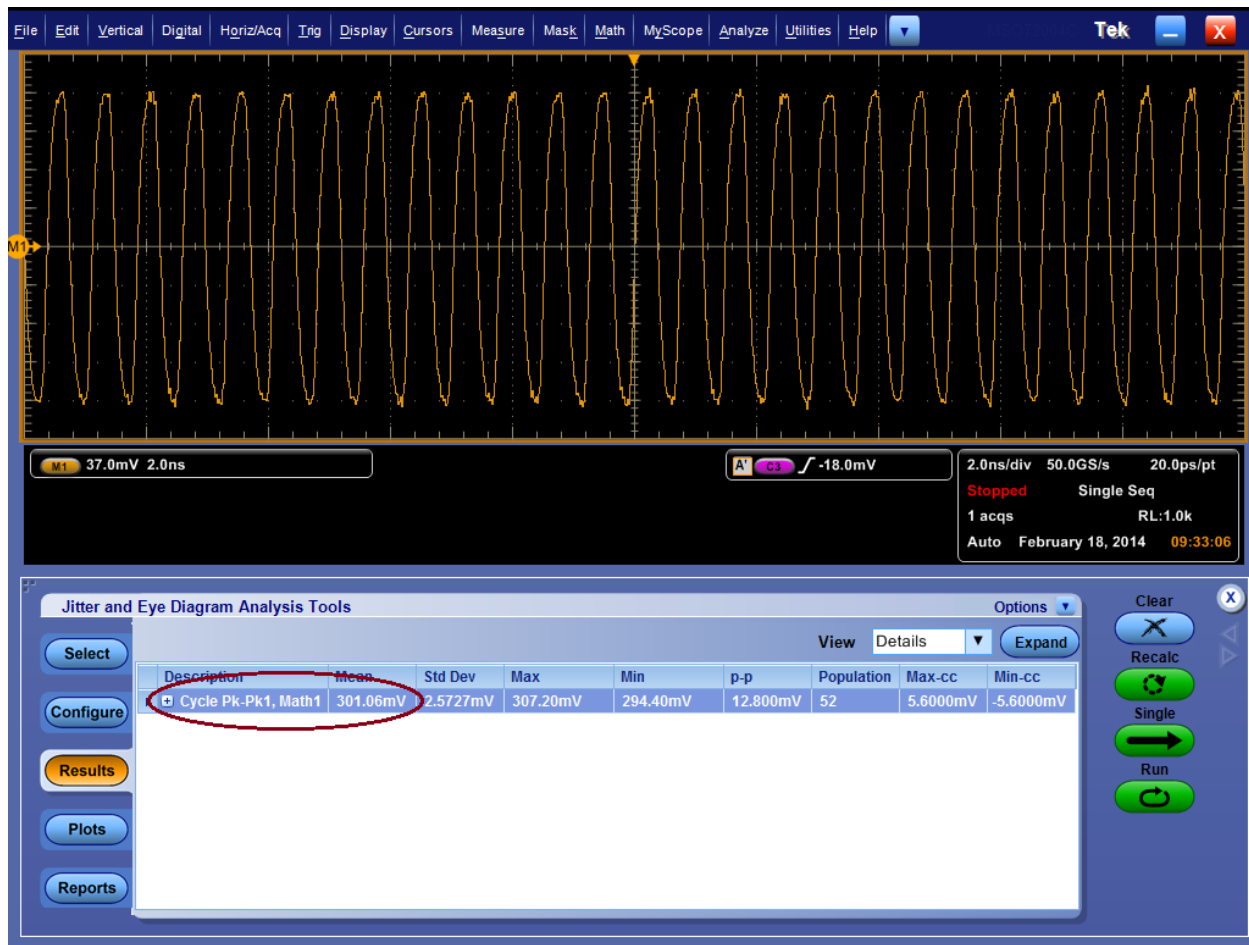 File Edit Vertical Digital Horiz/Acq Trig Display Cursors Measure Mask Math MyScope Analyze Utilities Help Tek X
M1
M1 37.0mV 2.0ns
A' C3 -18.0mV
2.0ns/div 50.0GS/s 20.0ps/pt
Stopped Single Seq
1 acqs RL:1.0k
Auto February 18, 2014 09:33:06
Jitter and Eye Diagram Analysis Tools
Options
Clear
X
Select
View Details Expand
Recalc
Description Mean Std Dev Max Min p-p Population Max-cc Min-cc
Cycle Pk-Pk1, Math1 301.06mV 2.5727mV 307.20mV 294.40mV 12.800mV 52 5.6000mV -5.6000mV
Configure
Single
Results
Run
Plots
Reports